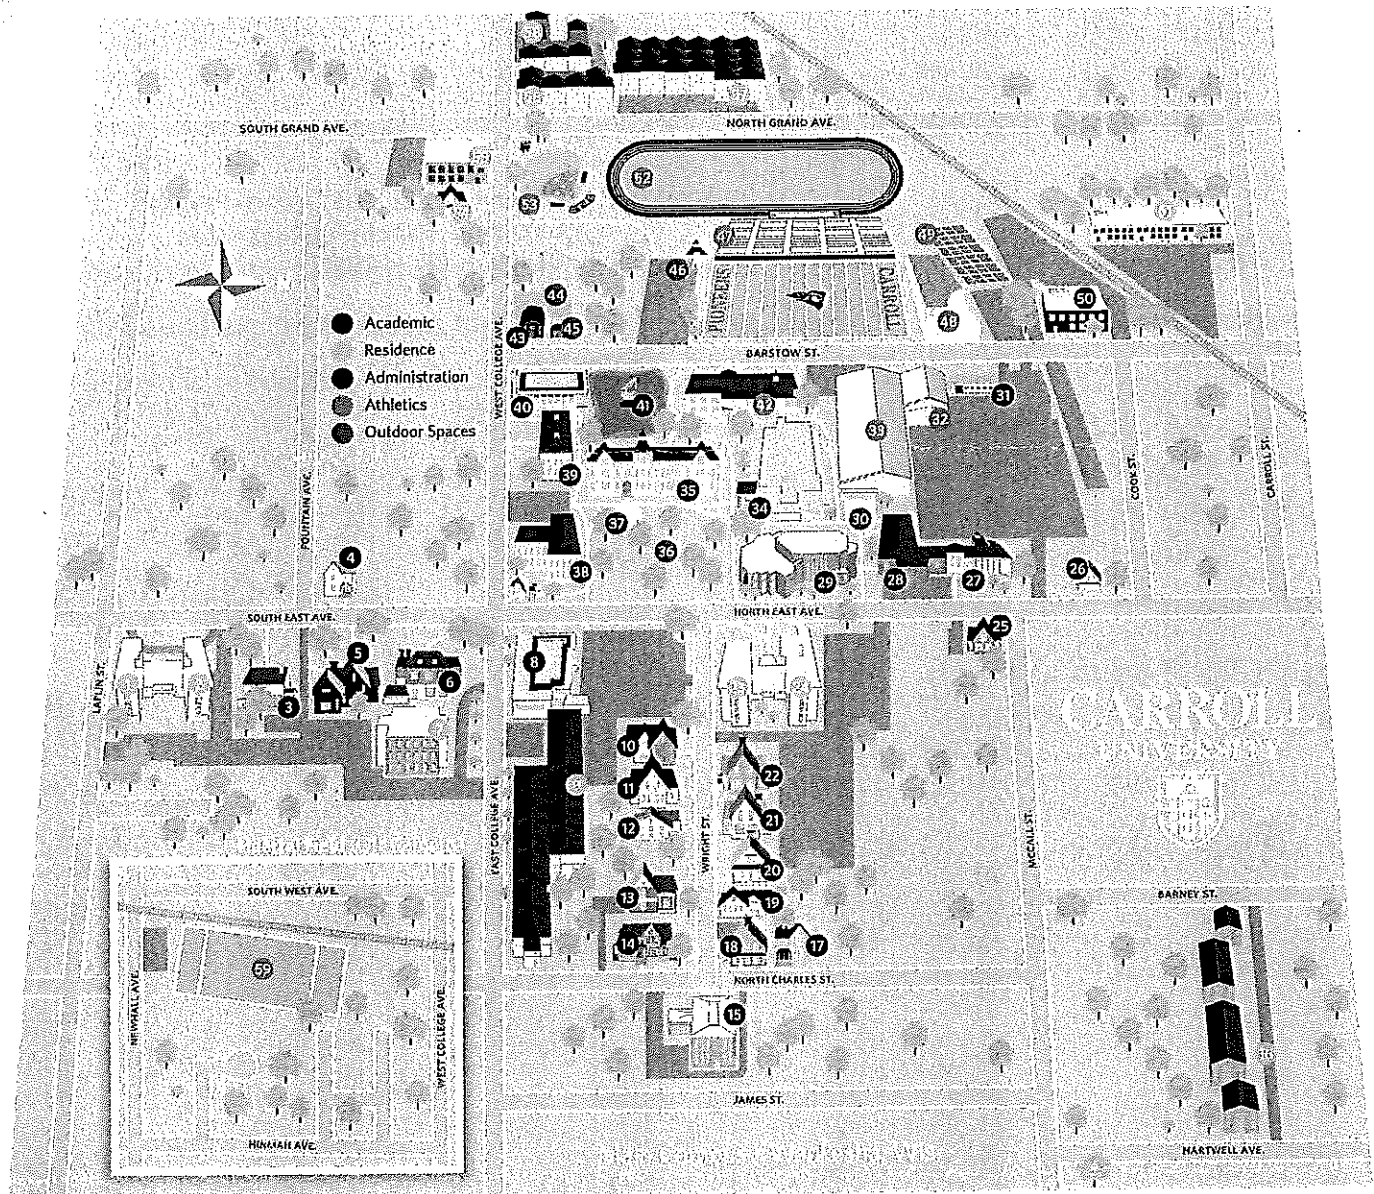 SOUTH GRAND AVE.
NORTH GRAND AVE.
52
53
47
49
46
PIONEERS
CARROLL
44
50
48
43
45
Academic
Residence
Administration
Athletics
Outdoor Spaces
WEST COLLEGE AVE.
BARSTOW ST.
40
41
42
31
32
33
39
35
34
30
37
36
FOUNTAIN AVE.
COOK ST.
CARROLL ST.
4
38
29
28
27
26
SOUTH EAST AVE.
NORTH EAST AVE.
25
LAFLIN ST.
5
8
6
3
CARROLL
UNIVERSITY
10
11
22
12
21
EAST COLLEGE AVE.
WRIGHT ST.
MCCALL ST.
20
13
19
14
18
17
BARNEY ST.
SOUTH WEST AVE.
59
NEWHALL AVE.
WEST COLLEGE AVE.
HINMAN AVE.
NORTH CHARLES ST.
15
JAMES ST.
HARTWELL AVE.